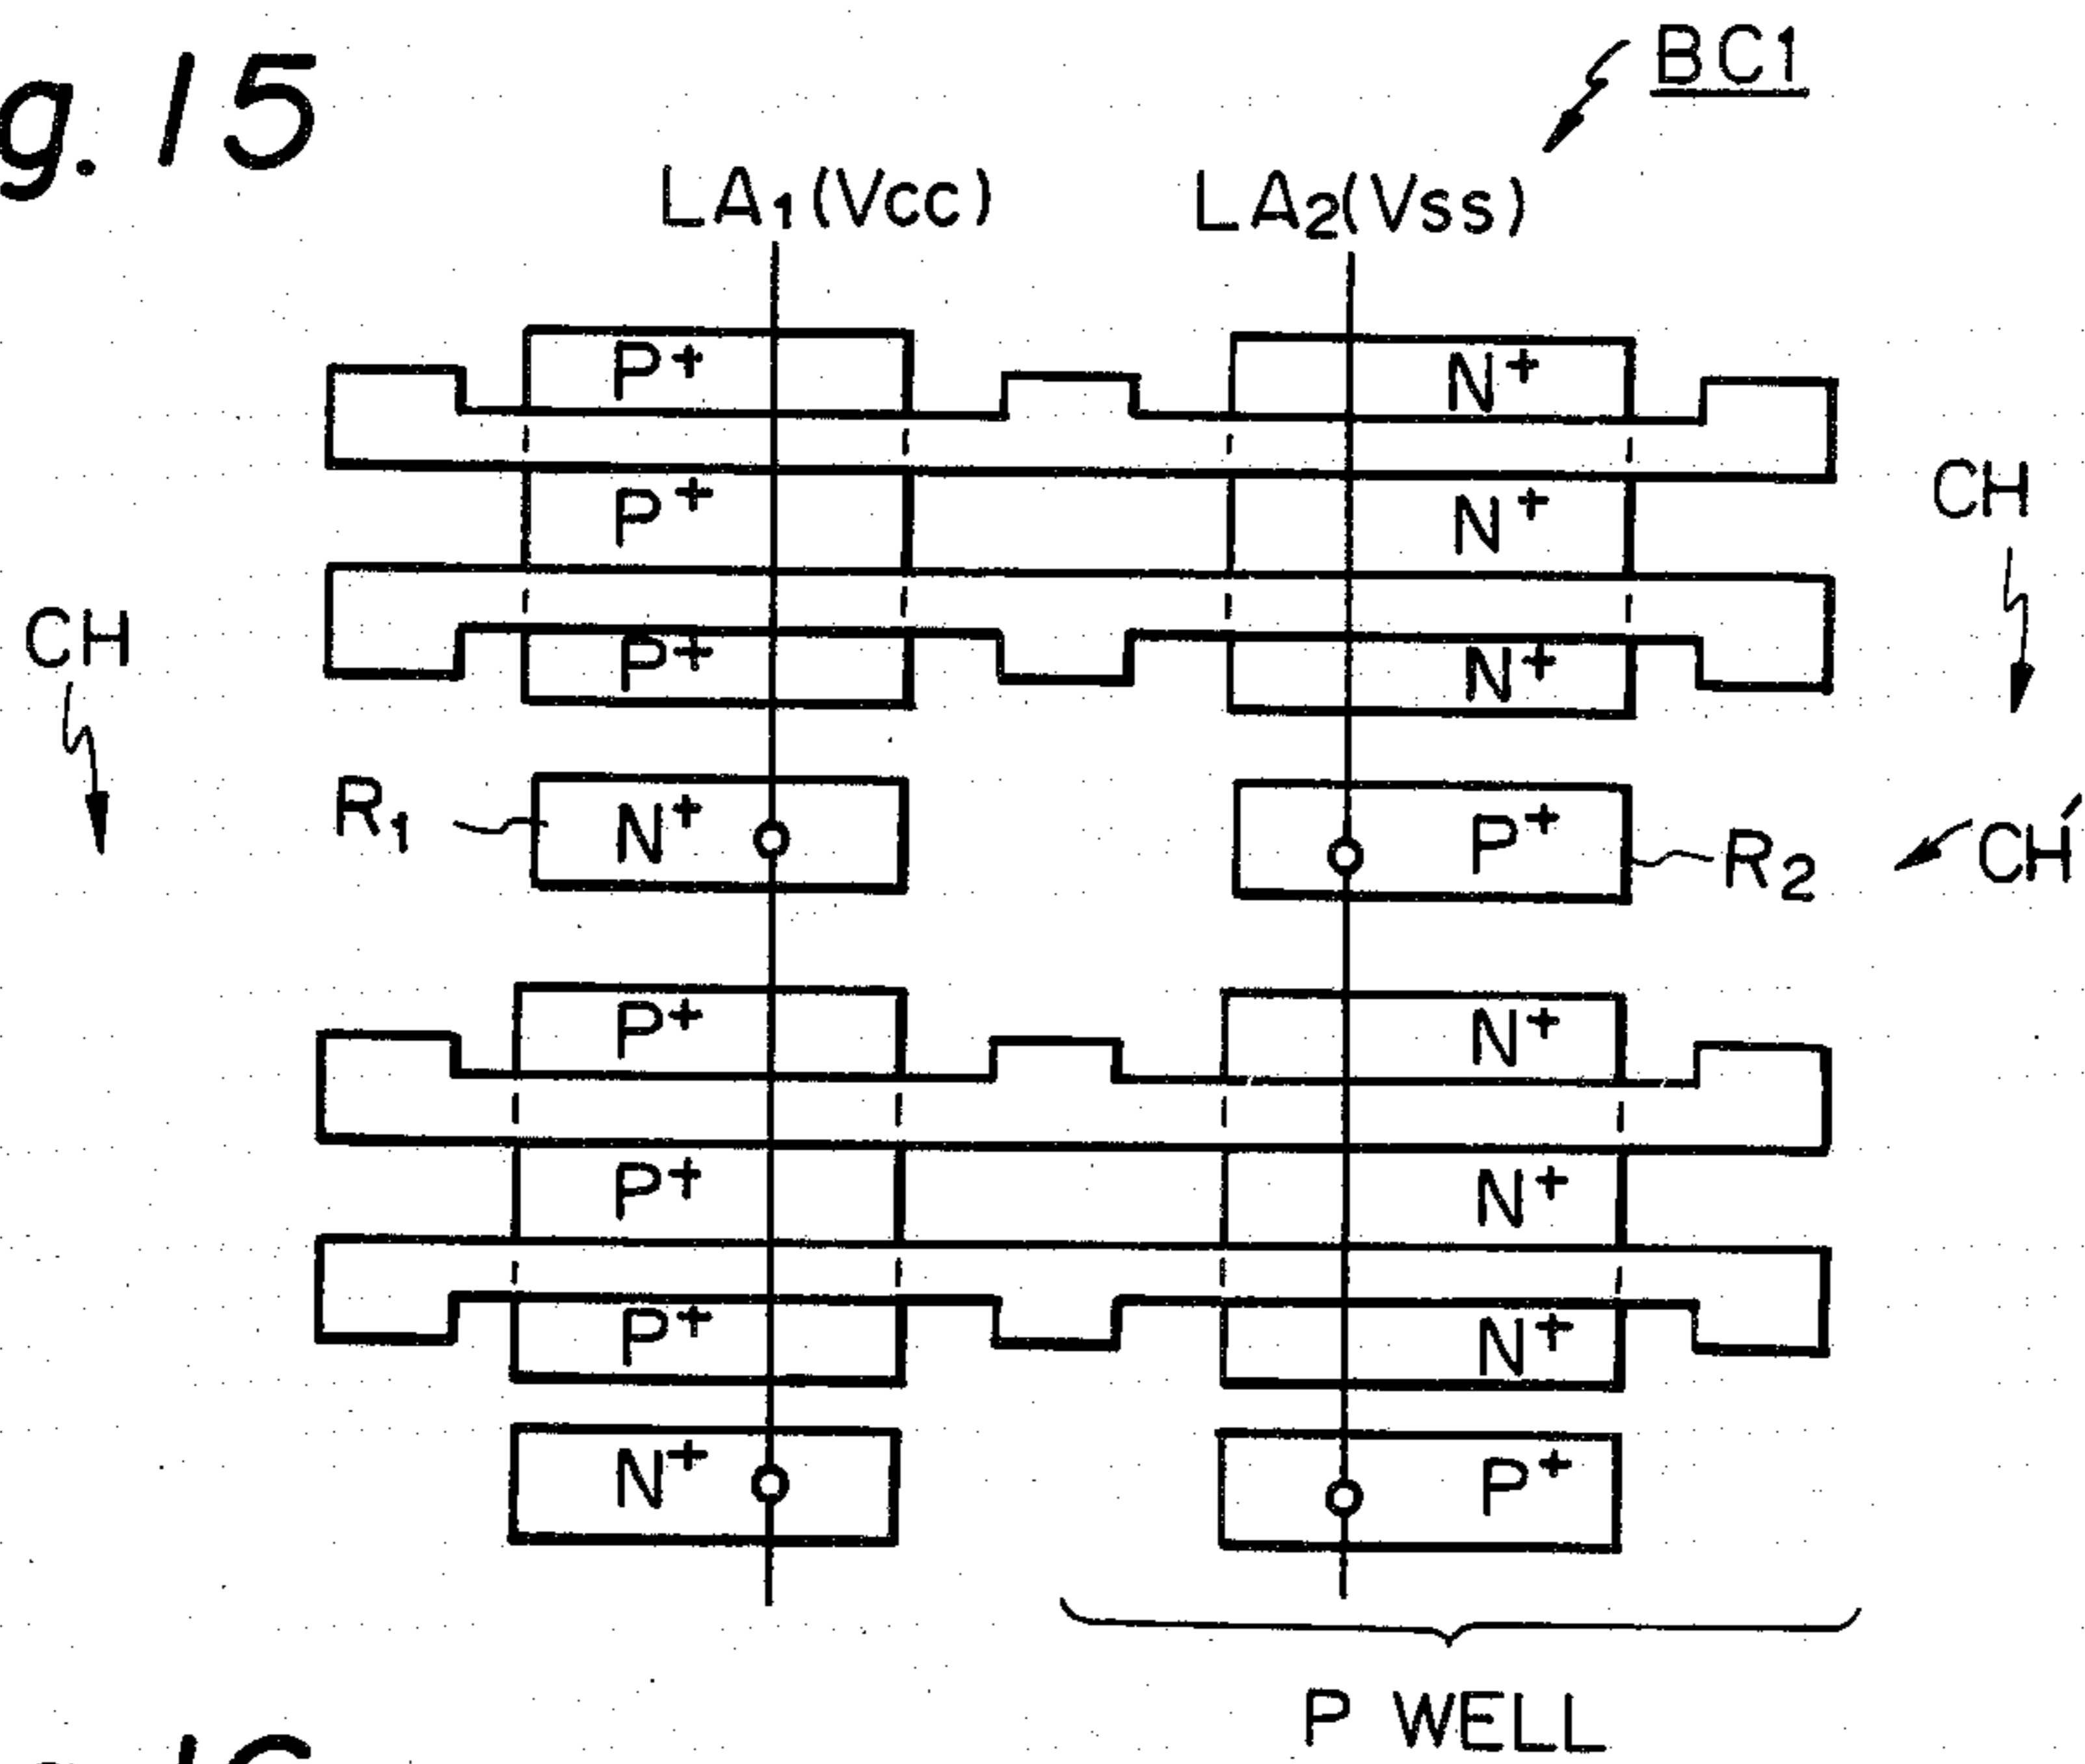 g. 15
BC1
LA1(Vcc) LA2(Vss)
P+ N+
P+ N+
CH
P+ N+
CH
R1 N+ P+ R2 CH'
P+ N+
P+ N+
P+ N+
N+ P+
P WELL